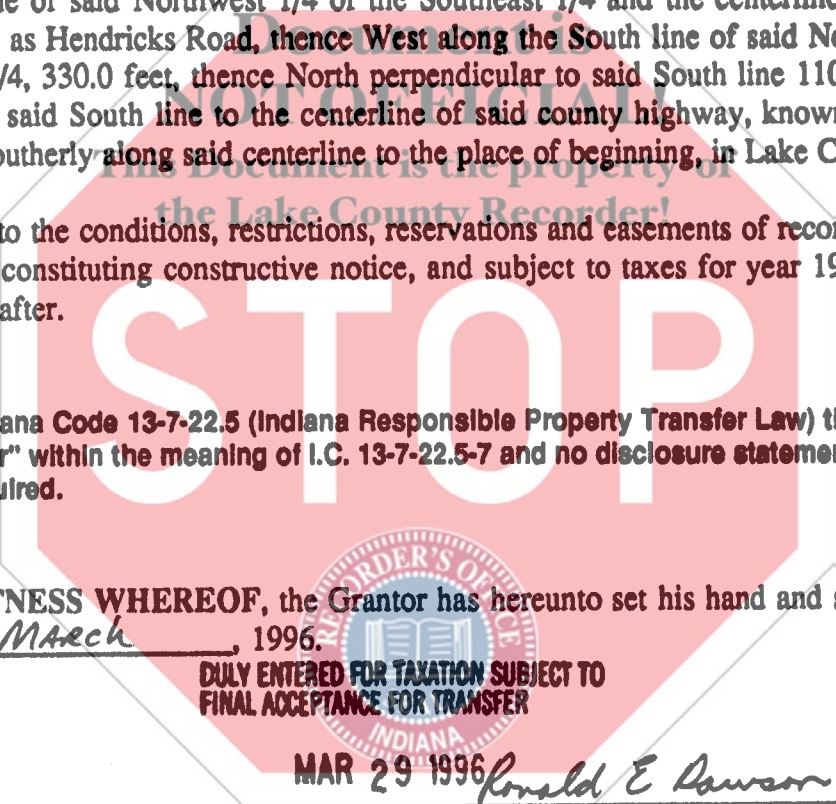 of said Northwest 1/4 of the Southeast 1/4 and the centerline
as Hendricks Road, thence West along the South line of said No
/4, 330.0 feet, thence North perpendicular to said South line 110
said South line to the centerline of said county highway, known
outherly along said centerline to the place of beginning, in Lake C
Document is
NOT OFFICIAL!
This Document is the property of
the Lake County Recorder!
to the conditions, restrictions, reservations and easements of recor
constituting constructive notice, and subject to taxes for year 19
after.
STOP
iana Code 13-7-22.5 (Indiana Responsible Property Transfer Law) th
r" within the meaning of I.C. 13-7-22.5-7 and no disclosure statemen
uired.
TNESS WHEREOF, the Grantor has hereunto set his hand and s
March, 1996.
RECORDER'S OFFICE
INDIANA
DULY ENTERED FOR TAXATION SUBJECT TO
FINAL ACCEPTANCE FOR TRANSFER
MAR 29 1996
Ronald E Dawson